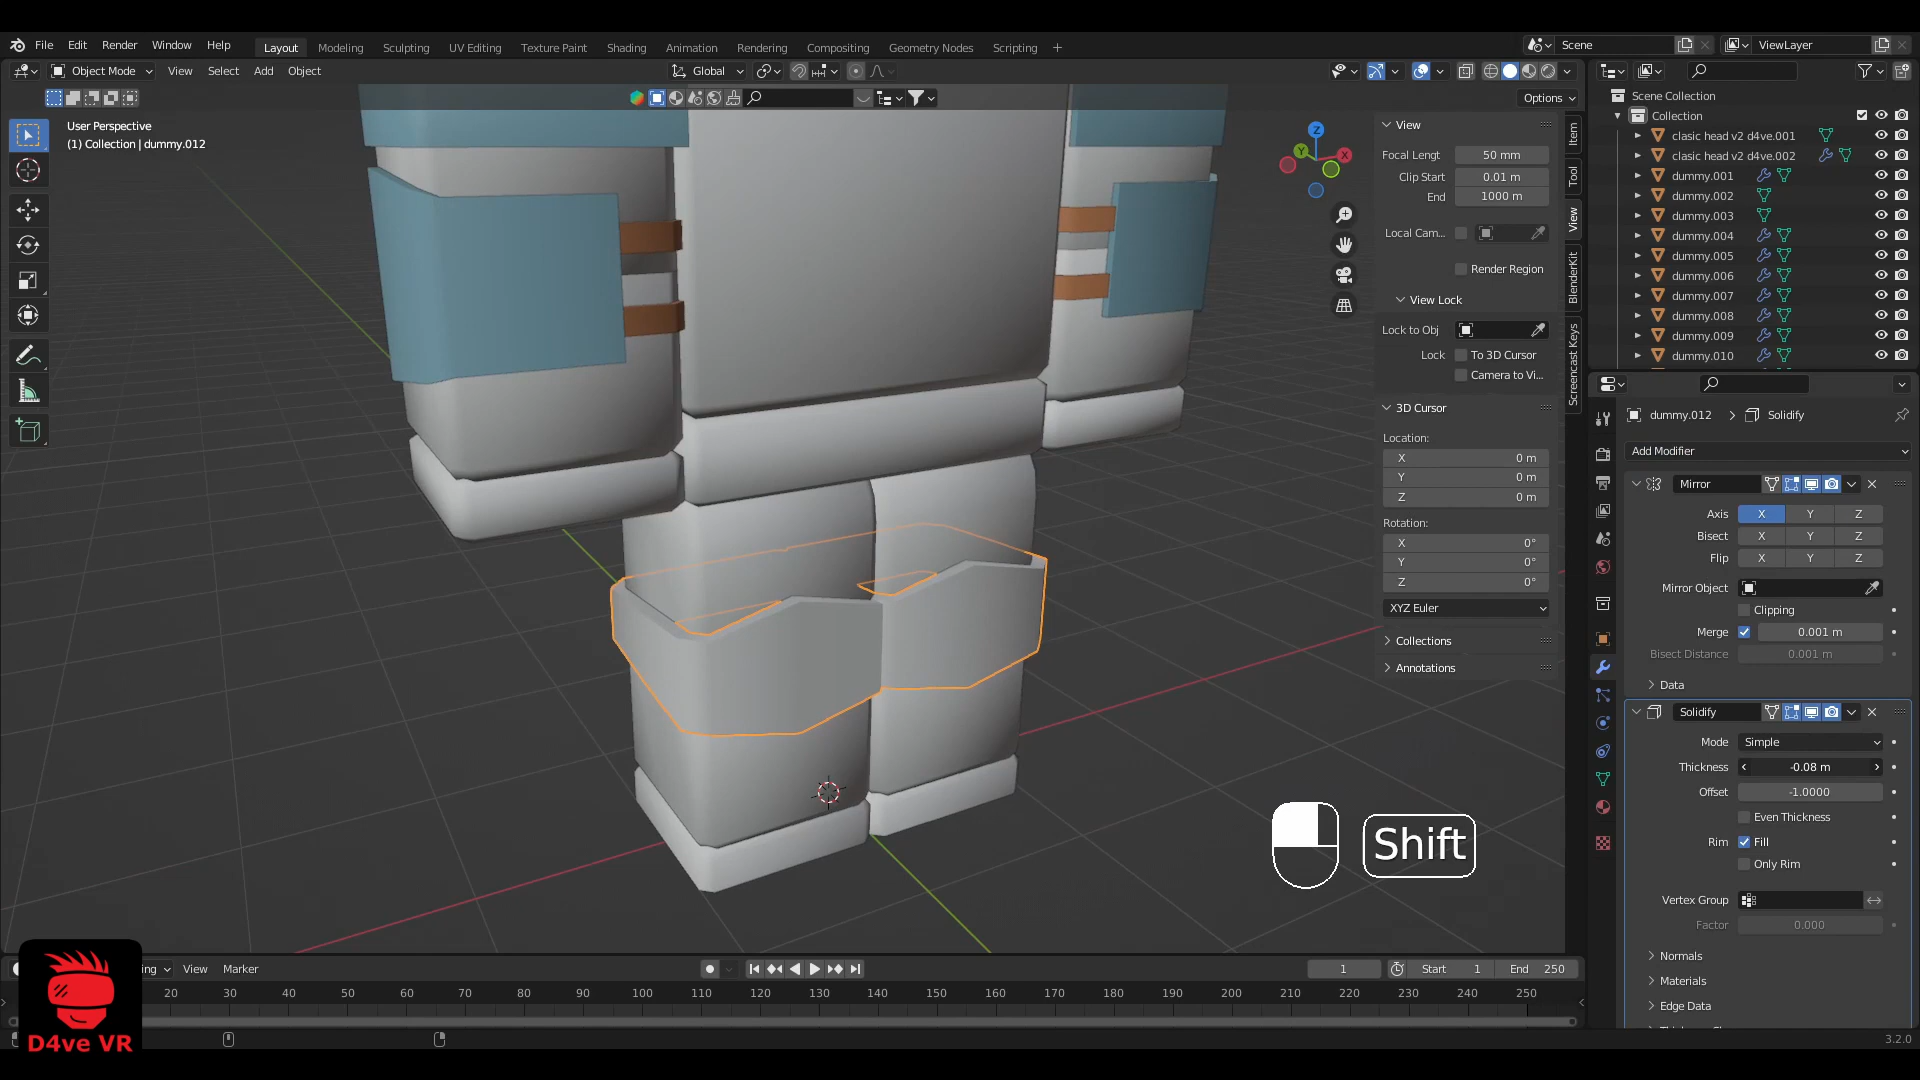 File Edit Render Window Help Layout Modeling Sculpting UV Editing Texture Paint Shading Animation Rendering Compositing Geometry Nodes Scripting + Scene ViewLayer
Object Mode View Select Add Object Global
Options
User Perspective
(1) Collection | dummy.012
View
Focal Lengt 50 mm
Clip Start 0.01 m
End 1000 m
Local Cam...
Render Region
View Lock
Lock to Obj
Lock To 3D Cursor
Camera to Vi...
3D Cursor
Location:
X 0 m
Y 0 m
Z 0 m
Rotation:
X 0°
Y 0°
Z 0°
XYZ Euler
Collections
Annotations
Item
Tool
View
BlenderKit
Screencast Keys
Z
Y
X
Scene Collection
Collection
clasic head v2 d4ve.001
clasic head v2 d4ve.002
dummy.001
dummy.002
dummy.003
dummy.004
dummy.005
dummy.006
dummy.007
dummy.008
dummy.009
dummy.010
dummy.012 > Solidify
Add Modifier
Mirror
Axis X Y Z
Bisect X Y Z
Flip X Y Z
Mirror Object
Clipping
Merge 0.001 m
Bisect Distance 0.001 m
Data
Solidify
Mode Simple
Thickness -0.08 m
Offset -1.0000
Even Thickness
Rim Fill
Only Rim
Vertex Group
Factor 0.000
Normals
Materials
Edge Data
Shift
ing View Marker 1 Start 1 End 250
20 30 40 50 60 70 80 90 100 110 120 130 140 150 160 170 180 190 200 210 220 230 240 250
D4ve VR
3.2.0